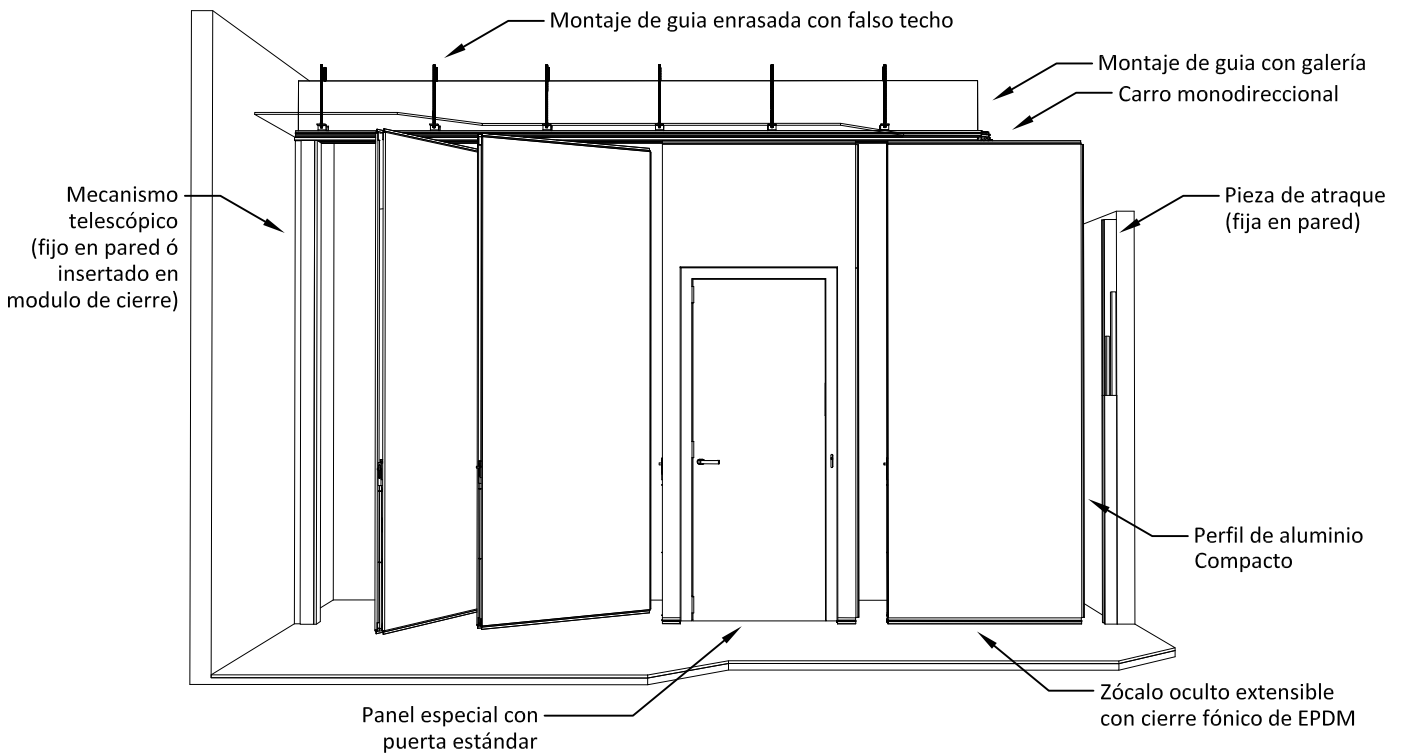 Montaje de guia enrasada con falso techo
Montaje de guia con galería
Carro monodireccional
Mecanismo
telescópico
(fijo en pared ó
insertado en
modulo de cierre)
Pieza de atraque
(fija en pared)
Perfil de aluminio
Compacto
Zócalo oculto extensible
con cierre fónico de EPDM
Panel especial con
puerta estándar